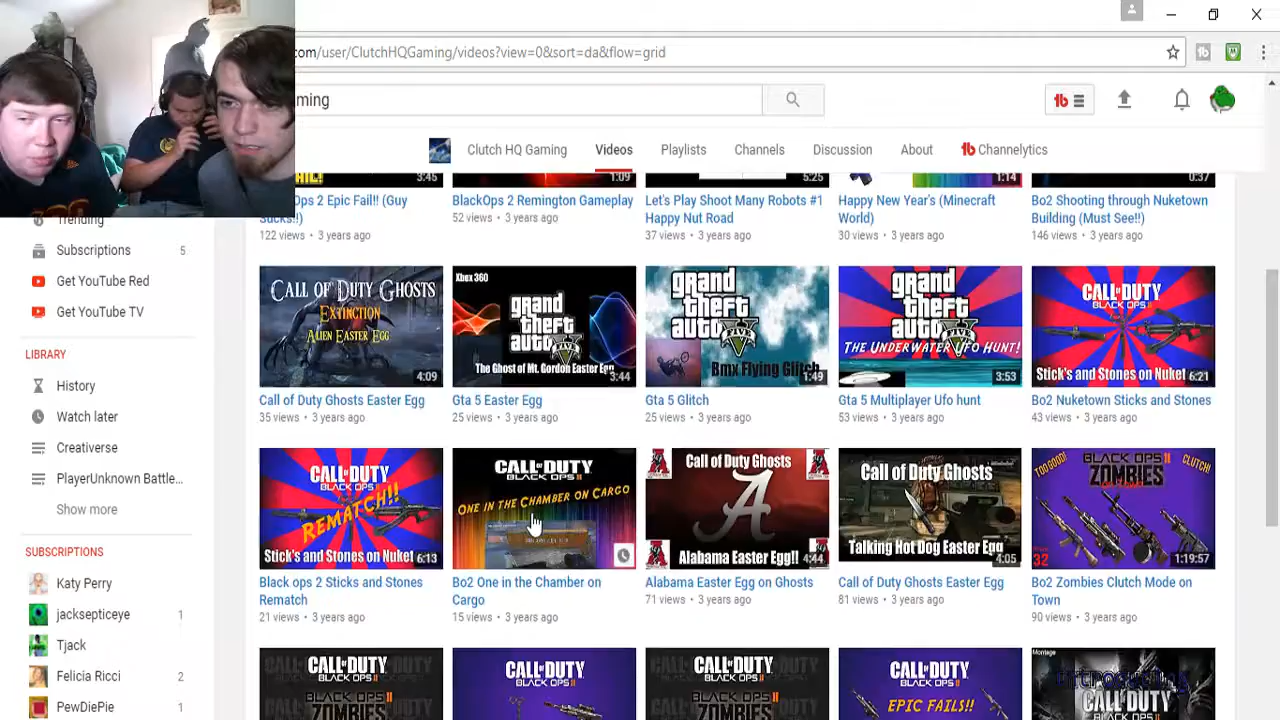 com/user/ClutchHQGaming/videos?view=0&sort=da&flow=grid
ming
Clutch HQ Gaming
Videos
Playlists
Channels
Discussion
About
Channelytics
3:45
1:09
5:25
1:14
0:37
Ops 2 Epic Fail!! (Guy
Sucks!!)
122 views • 3 years ago
BlackOps 2 Remington Gameplay
52 views • 3 years ago
Let's Play Shoot Many Robots #1
Happy Nut Road
37 views • 3 years ago
Happy New Year's (Minecraft
World)
30 views • 3 years ago
Bo2 Shooting through Nuketown
Building (Must See!!)
146 views • 3 years ago
Trending
Subscriptions 5
Get YouTube Red
Get YouTube TV
LIBRARY
History
Watch later
Creativerse
PlayerUnknown Battle...
Show more
SUBSCRIPTIONS
Katy Perry
jacksepticeye 1
Tjack
Felicia Ricci 2
PewDiePie 1
CALL OF DUTY GHOSTS
EXTINCTION
ALIEN EASTER EGG
4:09
Call of Duty Ghosts Easter Egg
35 views • 3 years ago
Xbox 360
grand
theft
auto
FIVE
The Ghost of Mt. Gordon Easter Egg
3:44
Gta 5 Easter Egg
25 views • 3 years ago
grand
theft
auto
FIVE
Bmx Flying Glitch
1:49
Gta 5 Glitch
25 views • 3 years ago
grand
theft
auto
THE UNDERWATER UFO HUNT!
3:53
Gta 5 Multiplayer Ufo hunt
53 views • 3 years ago
CALL OF DUTY
BLACK OPS II
Stick's and Stones on Nuket
6:21
Bo2 Nuketown Sticks and Stones
43 views • 3 years ago
CALL OF DUTY
BLACK OPS II
REMATCH!!
Stick's and Stones on Nuket
6:13
Black ops 2 Sticks and Stones
Rematch
21 views • 3 years ago
CALL OF DUTY
BLACK OPS II
ONE IN THE CHAMBER ON CARGO
Bo2 One in the Chamber on
Cargo
15 views • 3 years ago
Call of Duty Ghosts
A
Alabama Easter Egg!!
4:44
Alabama Easter Egg on Ghosts
71 views • 3 years ago
Call of Duty Ghosts
Talking Hot Dog Easter Egg
4:05
Call of Duty Ghosts Easter Egg
81 views • 3 years ago
TOO GOOD!
BLACK OPS II
CLUTCH!
ZOMBIES
32
1:19:57
Bo2 Zombies Clutch Mode on
Town
90 views • 3 years ago
CALL OF DUTY
BLACK OPS II
ZOMBIES
CALL OF DUTY
BLACK OPS II
CALL OF DUTY
BLACK OPS II
ZOMBIES
CALL OF DUTY
BLACK OPS II
EPIC FAILS!!
Montage
CALL OF DUTY